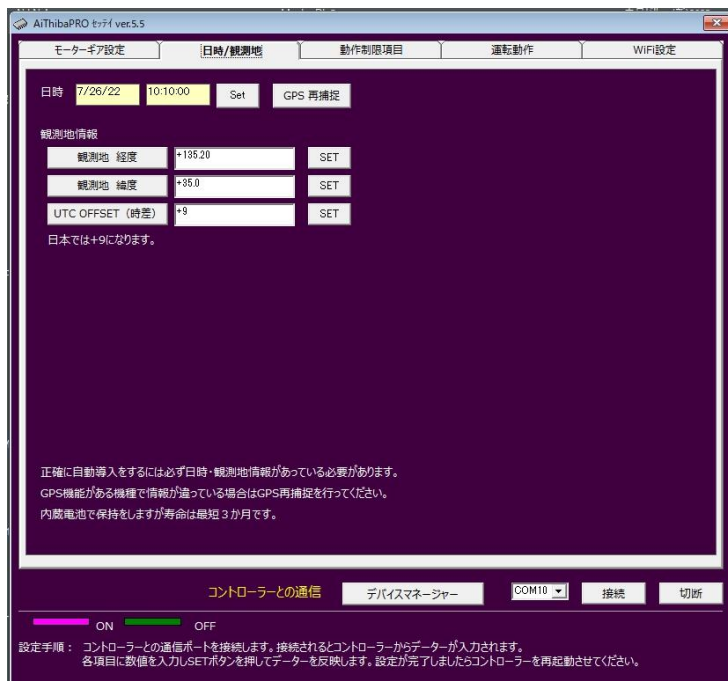 AiThibaPRO ｾｯﾃｲ ver.5.5
モーターギア設定 日時/観測地 動作制限項目 運転動作 WiFi設定
日時 7/26/22 10:10:00 Set GPS 再捕捉
観測地情報
観測地 経度 +135.20 SET
観測地 緯度 +35.0 SET
UTC OFFSET（時差） +9 SET
日本では+9になります。
正確に自動導入をするには必ず日時・観測地情報があっている必要があります。
GPS機能がある機種で情報が違っている場合はGPS再捕捉を行ってください。
内蔵電池で保持をしますが寿命は最短３か月です。
コントローラーとの通信 デバイスマネージャー COM10 接続 切断
ON OFF
設定手順： コントローラーとの通信ポートを接続します。接続されるとコントローラーからデーターが入力されます。
各項目に数値を入力しSETボタンを押してデーターを反映します。設定が完了しましたらコントローラーを再起動させてください。